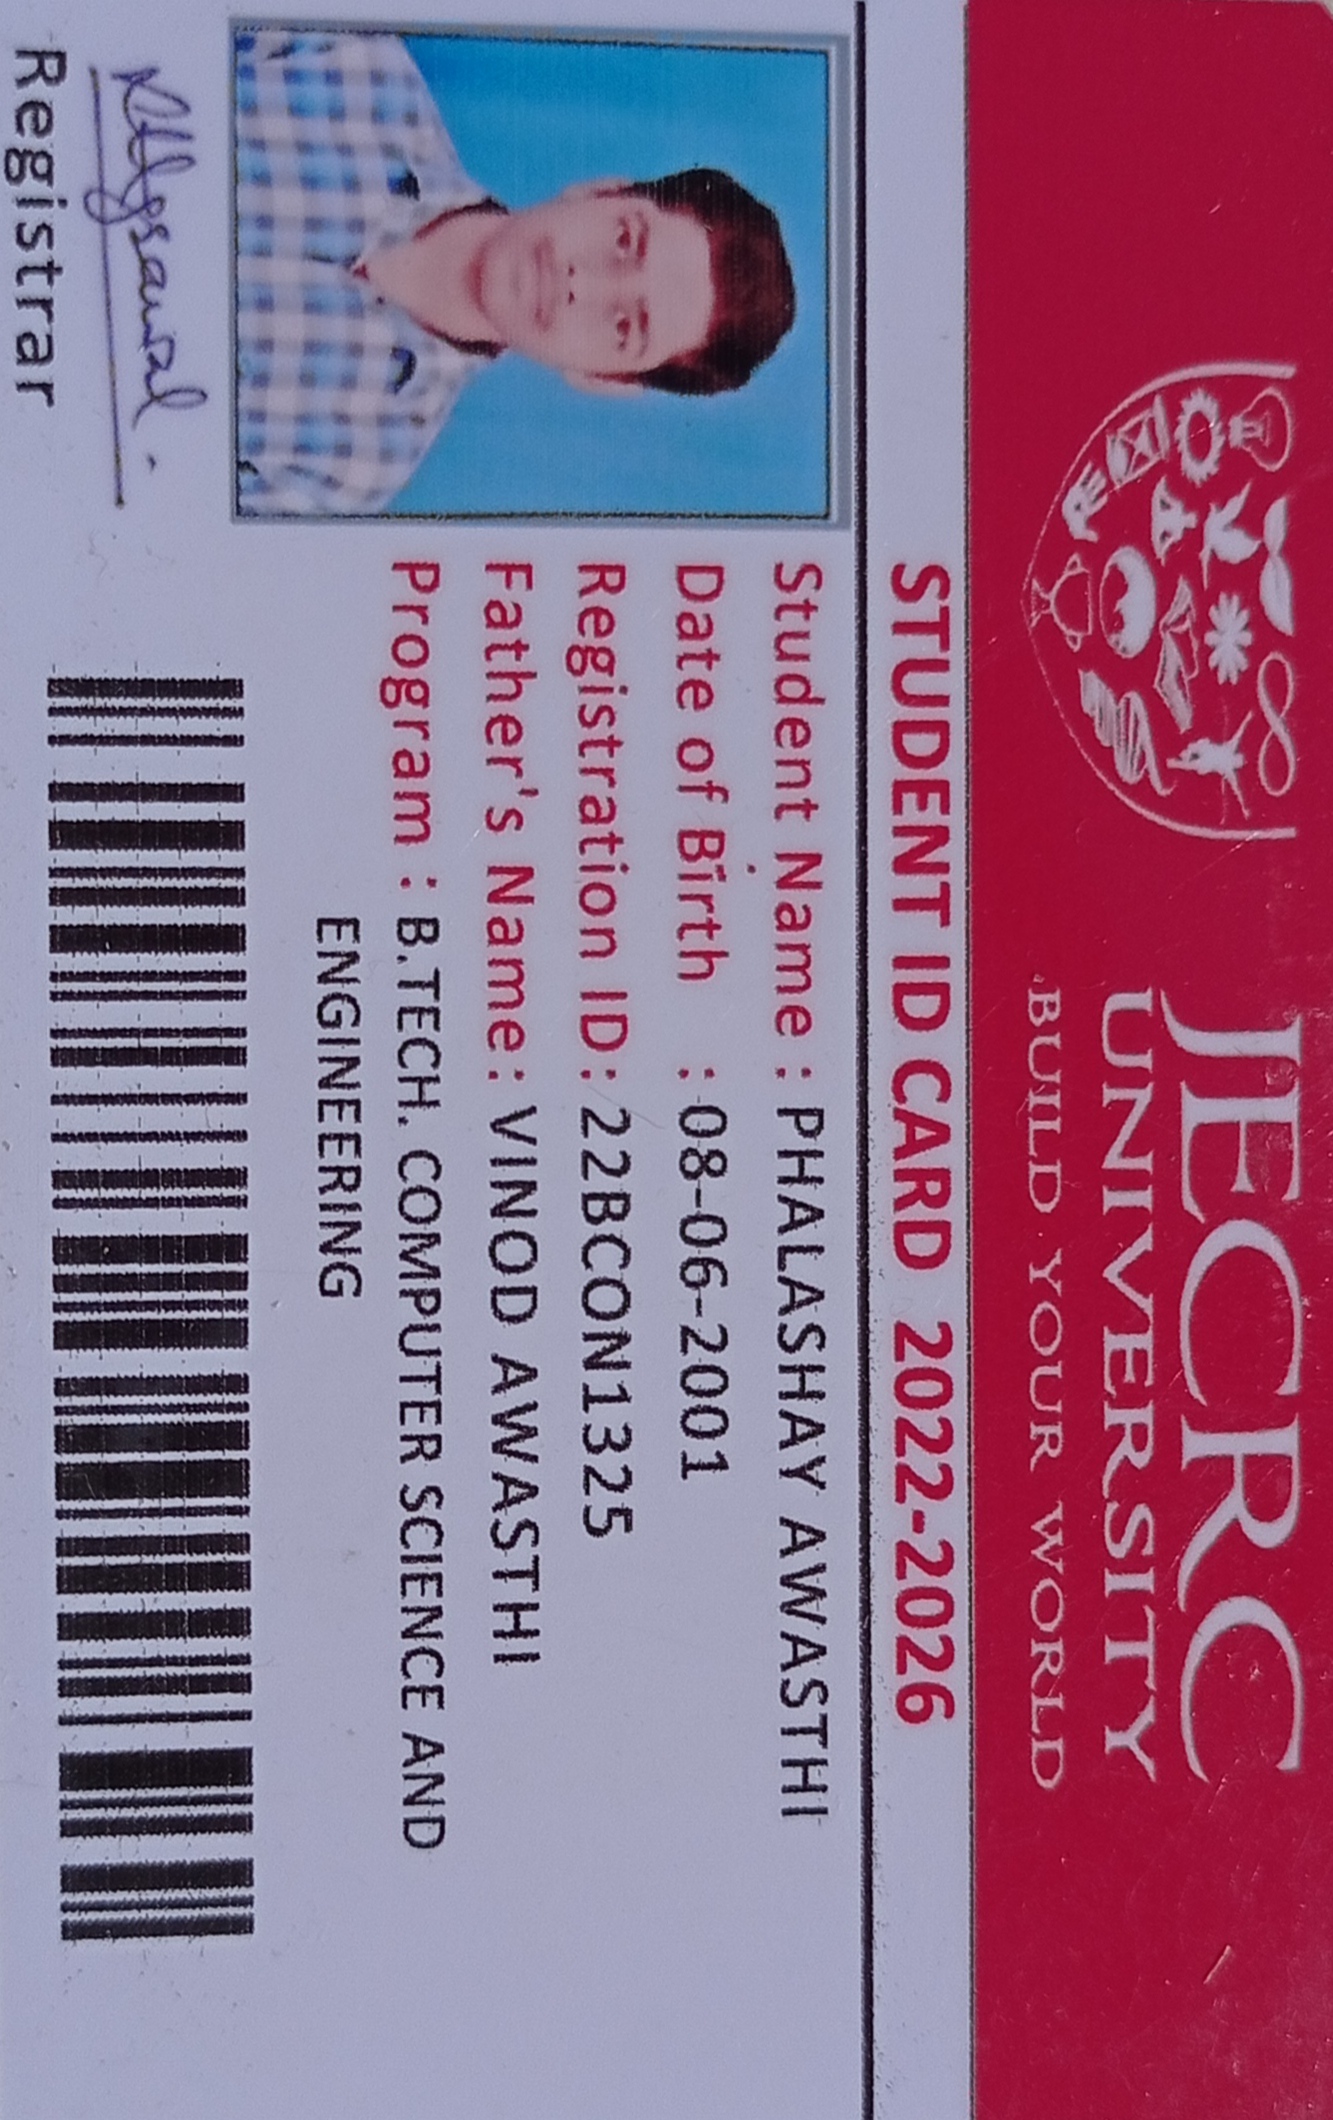 JECRC
UNIVERSITY
BUILD YOUR WORLD
STUDENT ID CARD 2022-2026
Student Name : PHALASHAY AWASTHI
Date of Birth : 08-06-2001
Registration ID: 22BCON1325
Father's Name: VINOD AWASTHI
Program : B.TECH. COMPUTER SCIENCE AND
ENGINEERING
Registrar